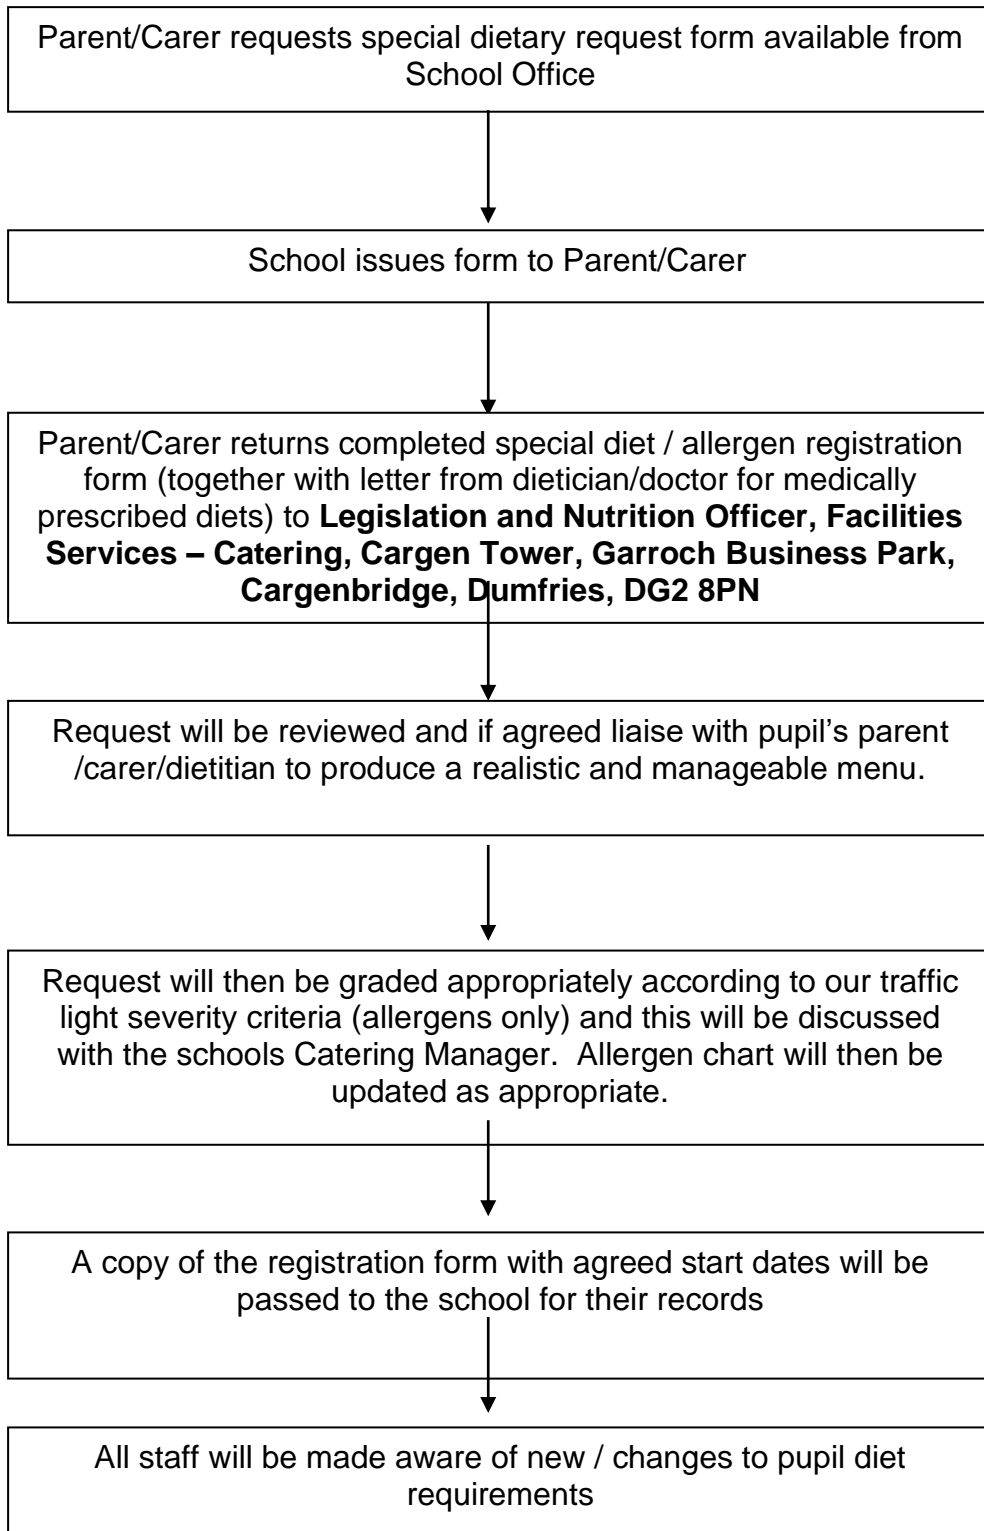 Parent/Carer requests special dietary request form available from
School Office
School issues form to Parent/Carer
Parent/Carer returns completed special diet / allergen registration
form (together with letter from dietician/doctor for medically
prescribed diets) to Legislation and Nutrition Officer, Facilities
Services – Catering, Cargen Tower, Garroch Business Park,
Cargenbridge, Dumfries, DG2 8PN
Request will be reviewed and if agreed liaise with pupil’s parent
/carer/dietitian to produce a realistic and manageable menu.
Request will then be graded appropriately according to our traffic
light severity criteria (allergens only) and this will be discussed
with the schools Catering Manager.  Allergen chart will then be
updated as appropriate.
A copy of the registration form with agreed start dates will be
passed to the school for their records
All staff will be made aware of new / changes to pupil diet
requirements